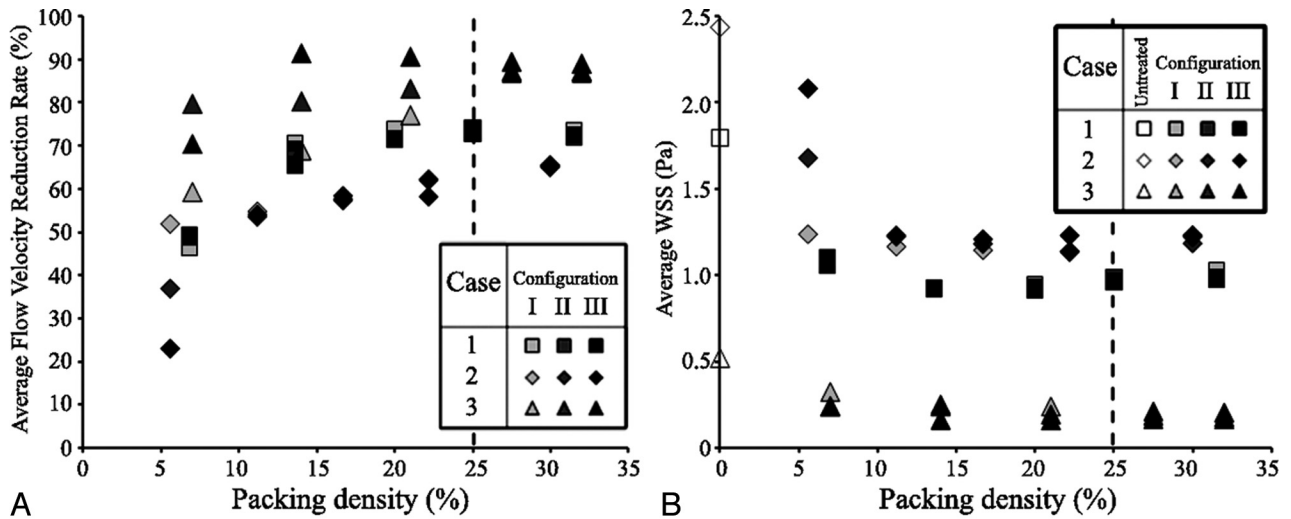 100
90
80
70
60
50
40
30
20
10
0
0 5 10 15 20 25 30 35
Average Flow Velocity Reduction Rate (%)
Packing density (%)
Case Configuration
I II III
1
2
3
A
2.5
2.0
1.5
1.0
0.5
0
0 5 10 15 20 25 30 35
Average WSS (Pa)
Packing density (%)
Case Untreated Configuration
I II III
1
2
3
B